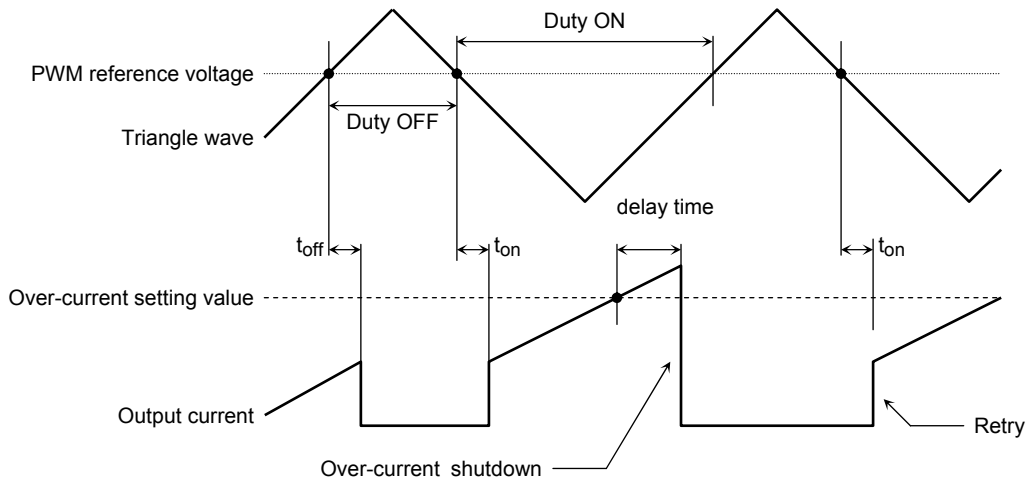 Duty ON
PWM reference voltage
Duty OFF
Triangle wave
delay time
toff
ton
ton
Over-current setting value
Output current
Retry
Over-current shutdown